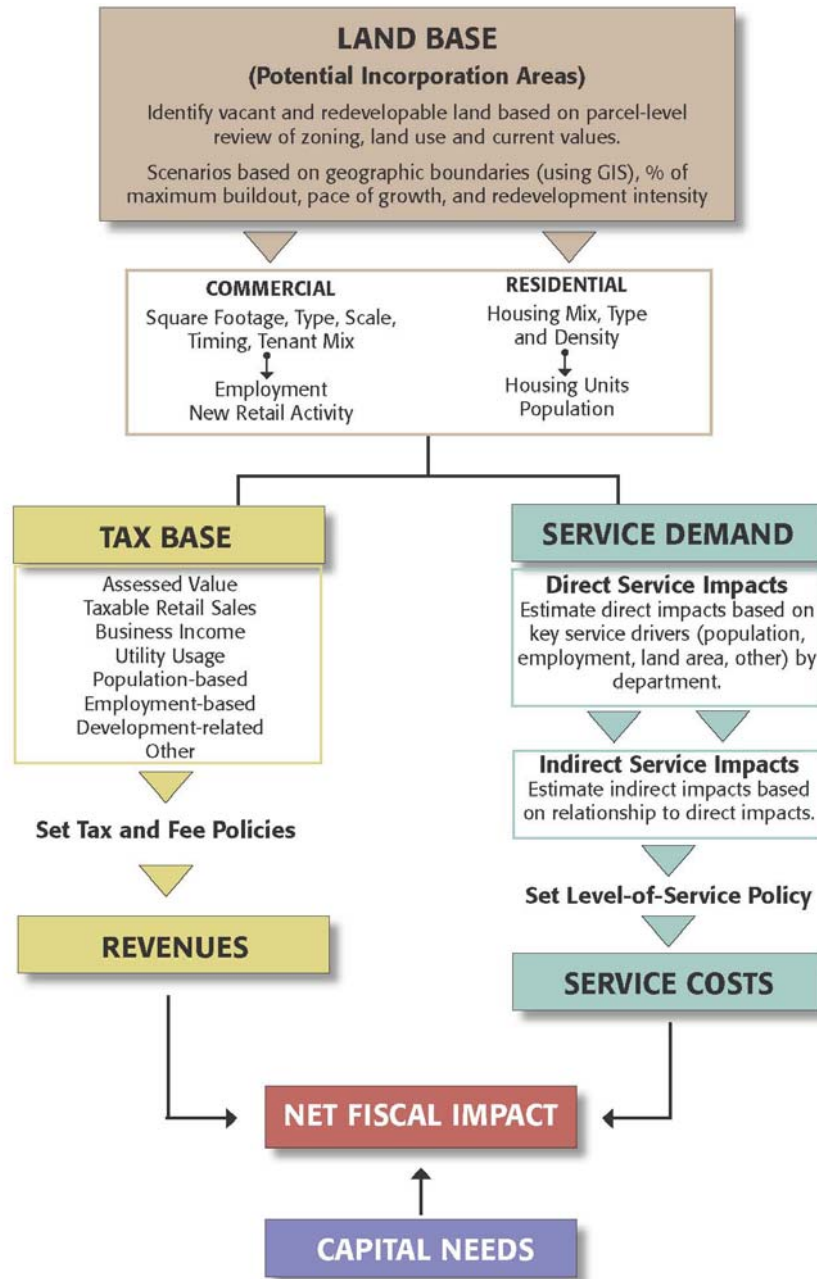 LAND BASE
(Potential Incorporation Areas)
Identify vacant and redevelopable land based on parcel-level
review of zoning, land use and current values.
Scenarios based on geographic boundaries (using GIS), % of
maximum buildout, pace of growth, and redevelopment intensity
COMMERCIAL
Square Footage, Type, Scale,
Timing, Tenant Mix
Employment
New Retail Activity
RESIDENTIAL
Housing Mix, Type
and Density
Housing Units
Population
TAX BASE
Assessed Value
Taxable Retail Sales
Business Income
Utility Usage
Population-based
Employment-based
Development-related
Other
Set Tax and Fee Policies
REVENUES
SERVICE DEMAND
Direct Service Impacts
Estimate direct impacts based on
key service drivers (population,
employment, land area, other) by
department.
Indirect Service Impacts
Estimate indirect impacts based
on relationship to direct impacts.
Set Level-of-Service Policy
SERVICE COSTS
NET FISCAL IMPACT
CAPITAL NEEDS